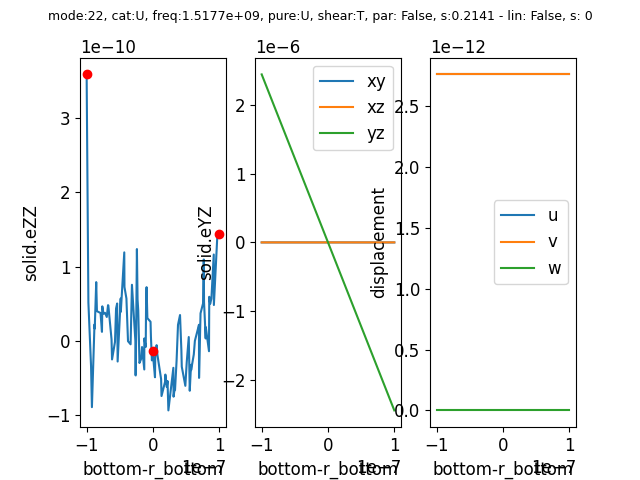 mode:22, cat:U, freq:1.5177e+09, pure:U, shear:T, par: False, s:0.2141 - lin: False, s: 0
1e−10
solid.eZZ
3
2
1
0
−1
−1 0 1
bottom-r_bottom
1e−7
1e−6
solid.eYZ
2
1
0
−1
−2
xy
xz
yz
−1 0 1
bottom-r_bottom
1e−7
1e−12
displacement
2.5
2.0
1.5
1.0
0.5
0.0
u
v
w
−1 0 1
bottom-r_bottom
1e−7